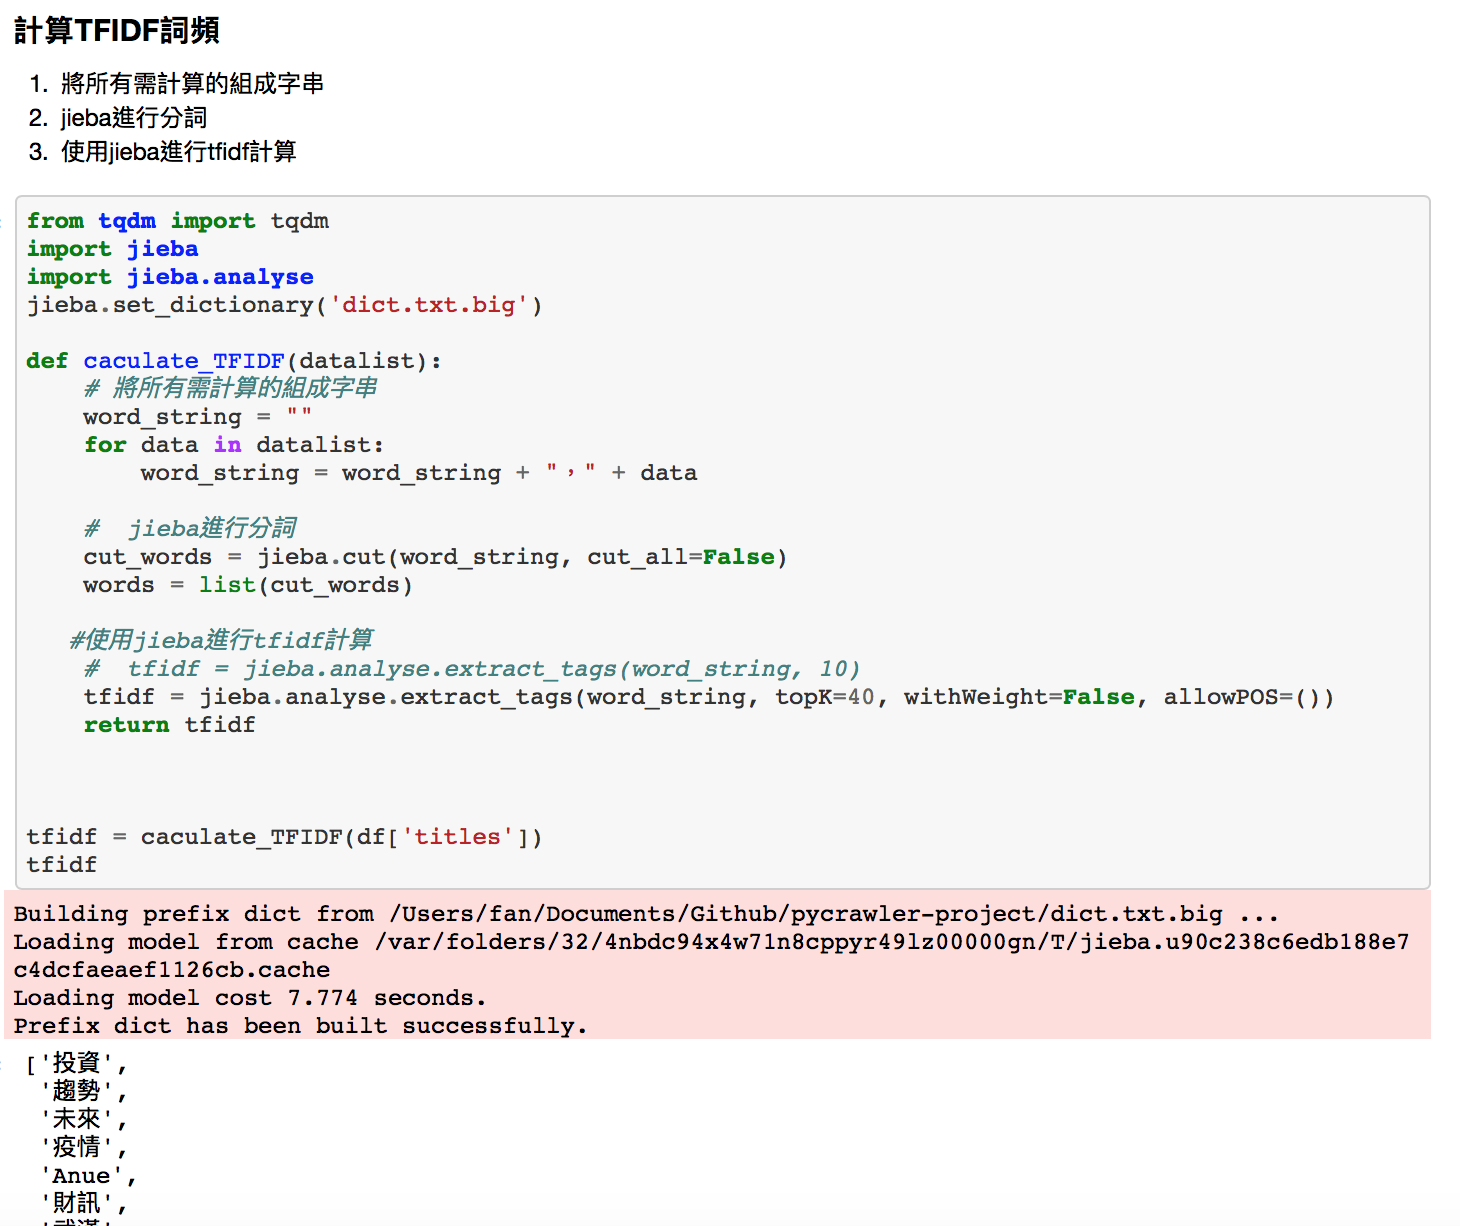 計算TFIDF詞頻
1. 將所有需計算的組成字串
2. jieba進行分詞
3. 使用jieba進行tfidf計算
from tqdm import tqdm
import jieba
import jieba.analyse
jieba.set_dictionary('dict.txt.big')
def caculate_TFIDF(datalist):
# 將所有需計算的組成字串
word_string = ""
for data in datalist:
word_string = word_string + "，" + data
#  jieba進行分詞
cut_words = jieba.cut(word_string, cut_all=False)
words = list(cut_words)
#使用jieba進行tfidf計算
#  tfidf = jieba.analyse.extract_tags(word_string, 10)
tfidf = jieba.analyse.extract_tags(word_string, topK=40, withWeight=False, allowPOS=())
return tfidf
tfidf = caculate_TFIDF(df['titles'])
tfidf
Building prefix dict from /Users/fan/Documents/Github/pycrawler-project/dict.txt.big ...
Loading model from cache /var/folders/32/4nbdc94x4w71n8cppyr49lz00000gn/T/jieba.u90c238c6edb188e7
c4dcfaeaef1126cb.cache
Loading model cost 7.774 seconds.
Prefix dict has been built successfully.
['投資',
'趨勢',
'未來',
'疫情',
'Anue',
'財訊',